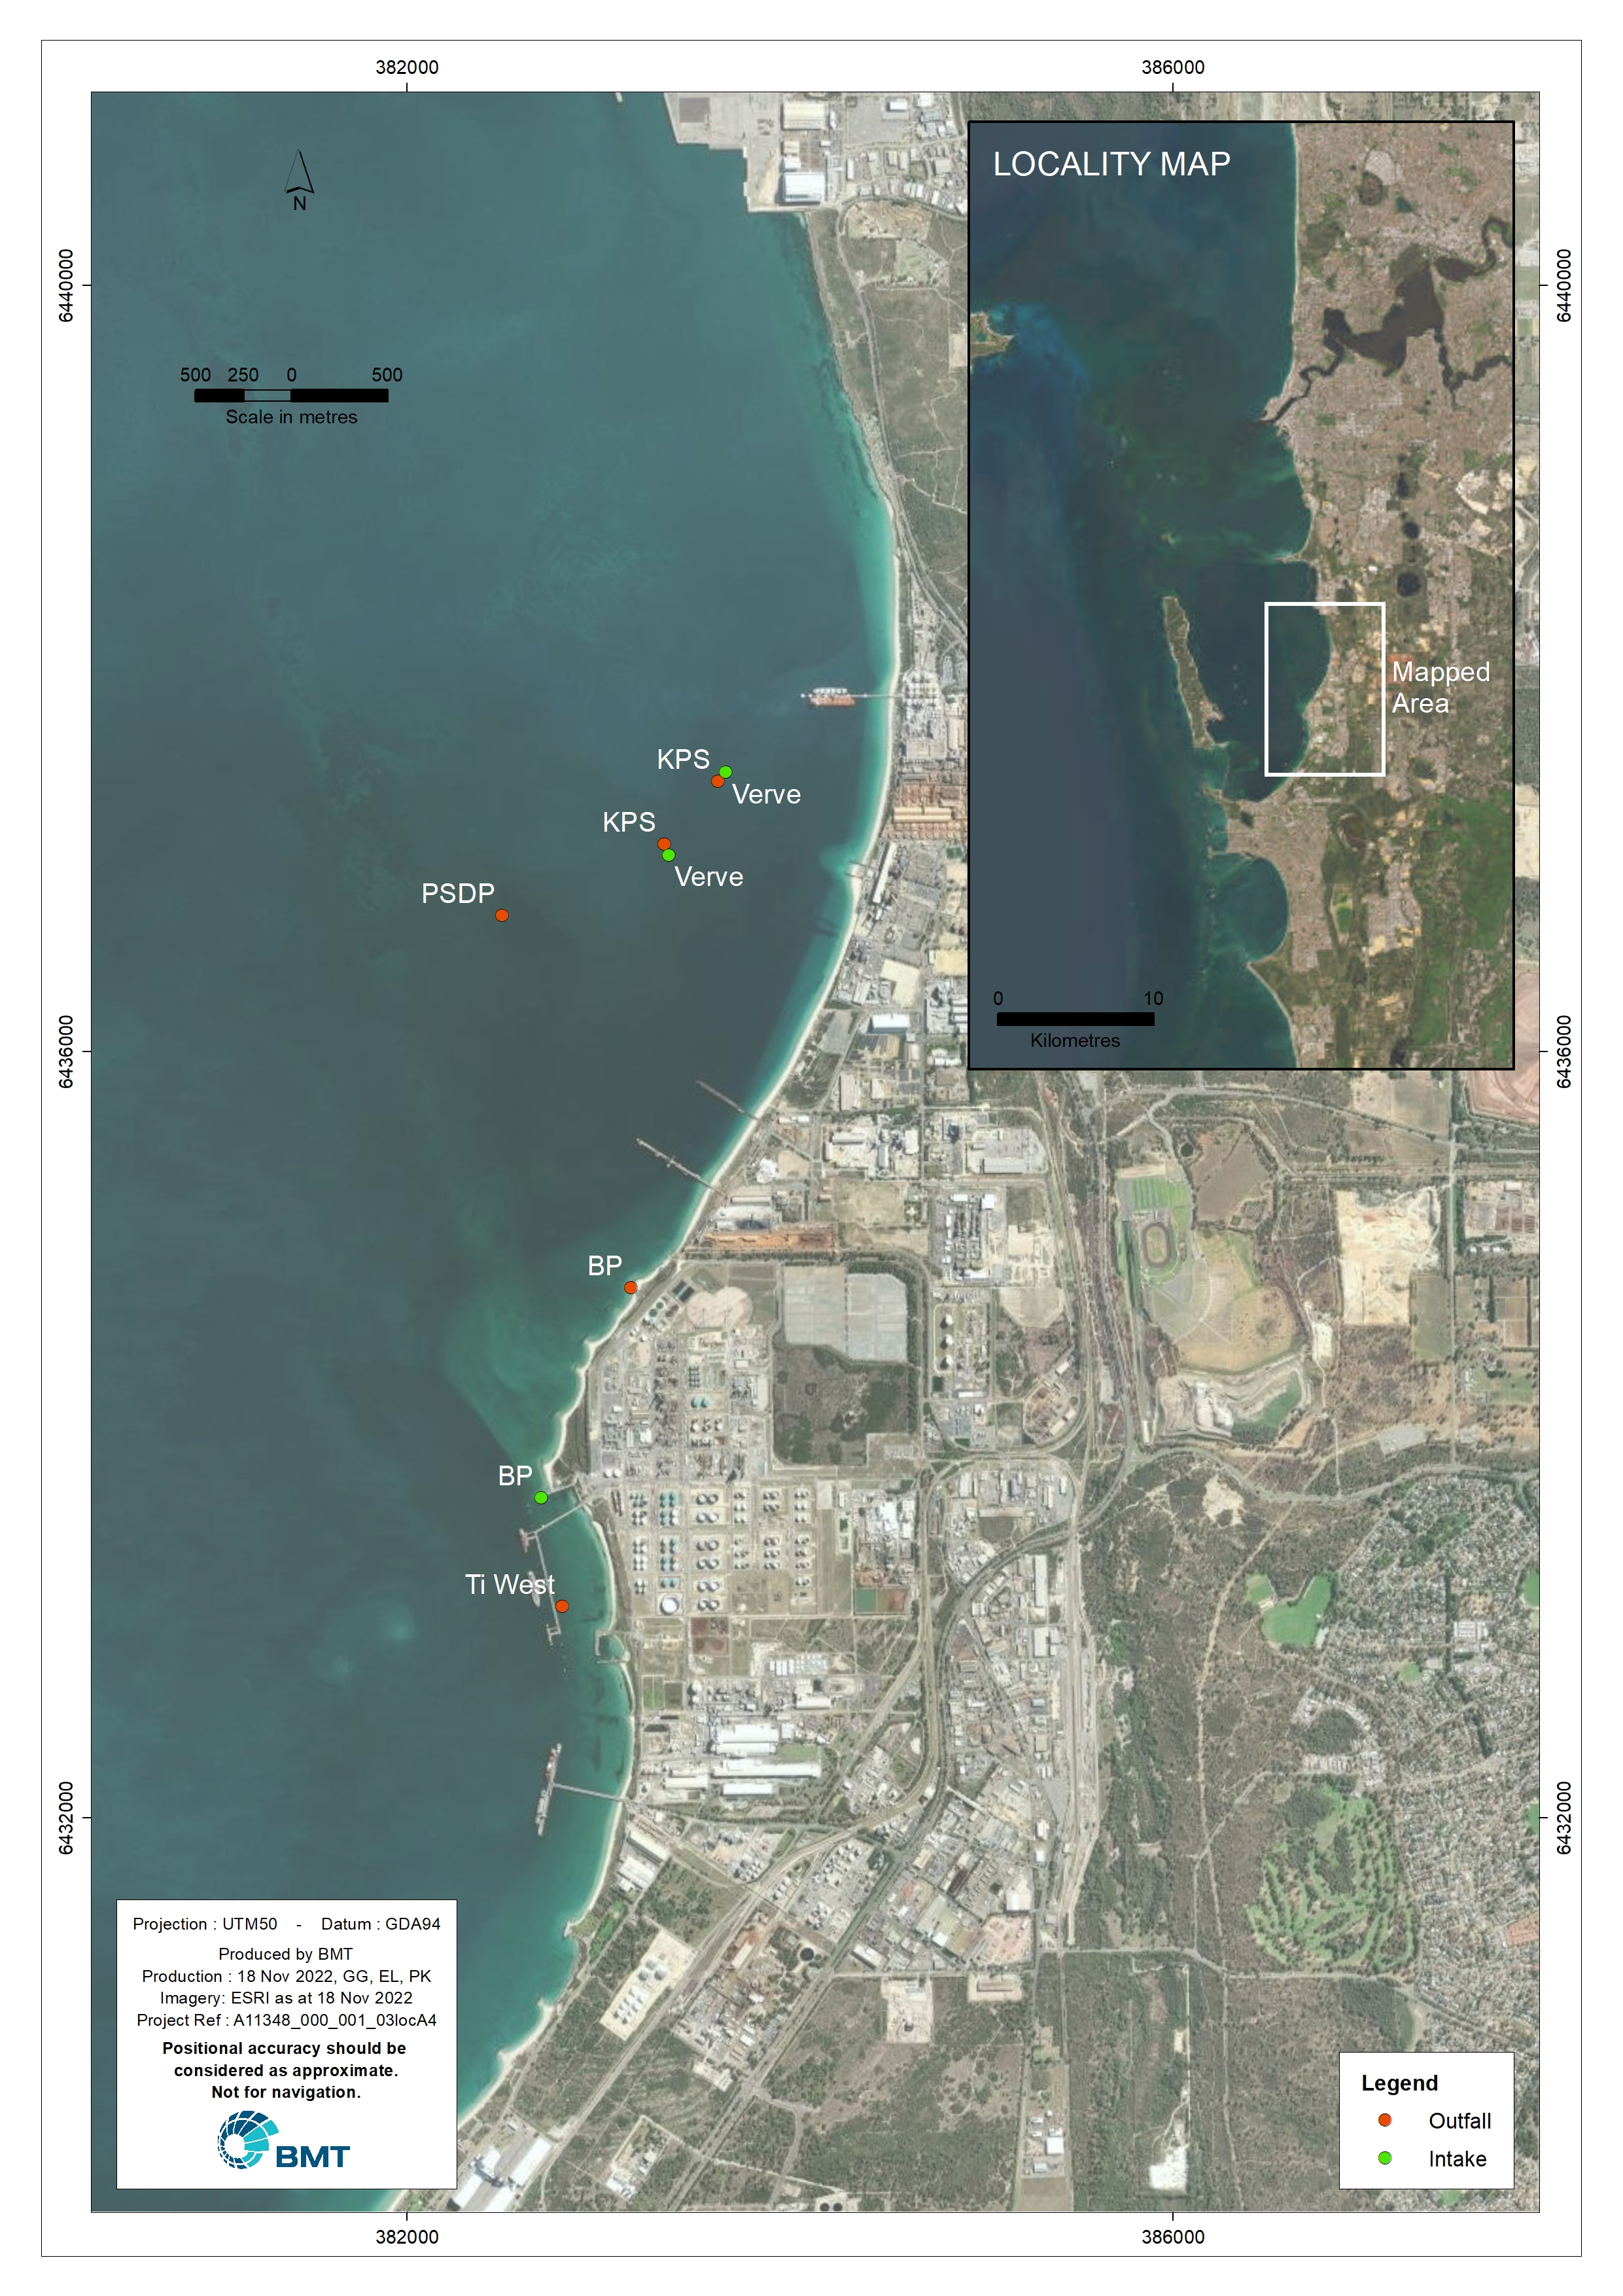 382000
386000
6440000
6440000
LOCALITY MAP
N
500 250 0 500
Scale in metres
Mapped
Area
KPS
Verve
KPS
Verve
PSDP
0 10
Kilometres
6436000
6436000
BP
BP
Ti West
6432000
6432000
Projection : UTM50 - Datum : GDA94
Produced by BMT
Production : 18 Nov 2022, GG, EL, PK
Imagery: ESRI as at 18 Nov 2022
Project Ref : A11348_000_001_03locA4
Positional accuracy should be
considered as approximate.
Not for navigation.
BMT
Legend
Outfall
Intake
382000
386000